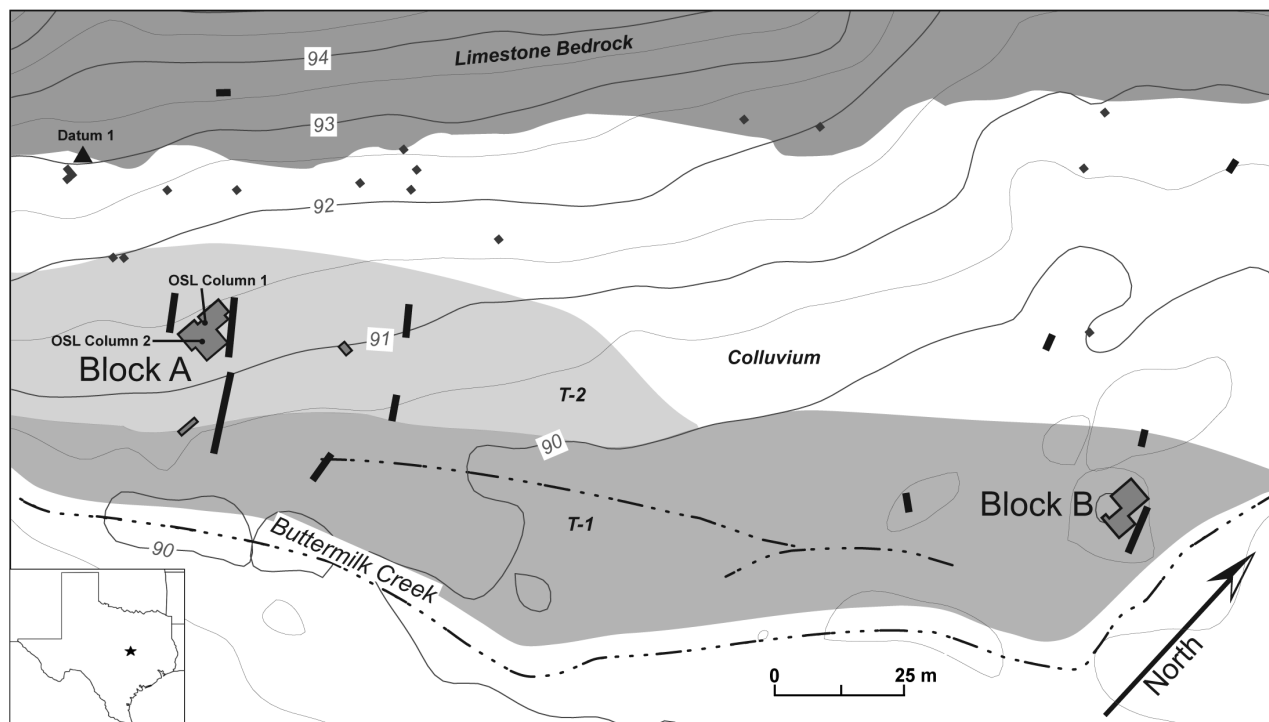 94
Limestone Bedrock
93
Datum 1
92
OSL Column 1
OSL Column 2
91
Block A
Colluvium
T-2
90
Block B
T-1
90
Buttermilk Creek
0 25 m
North